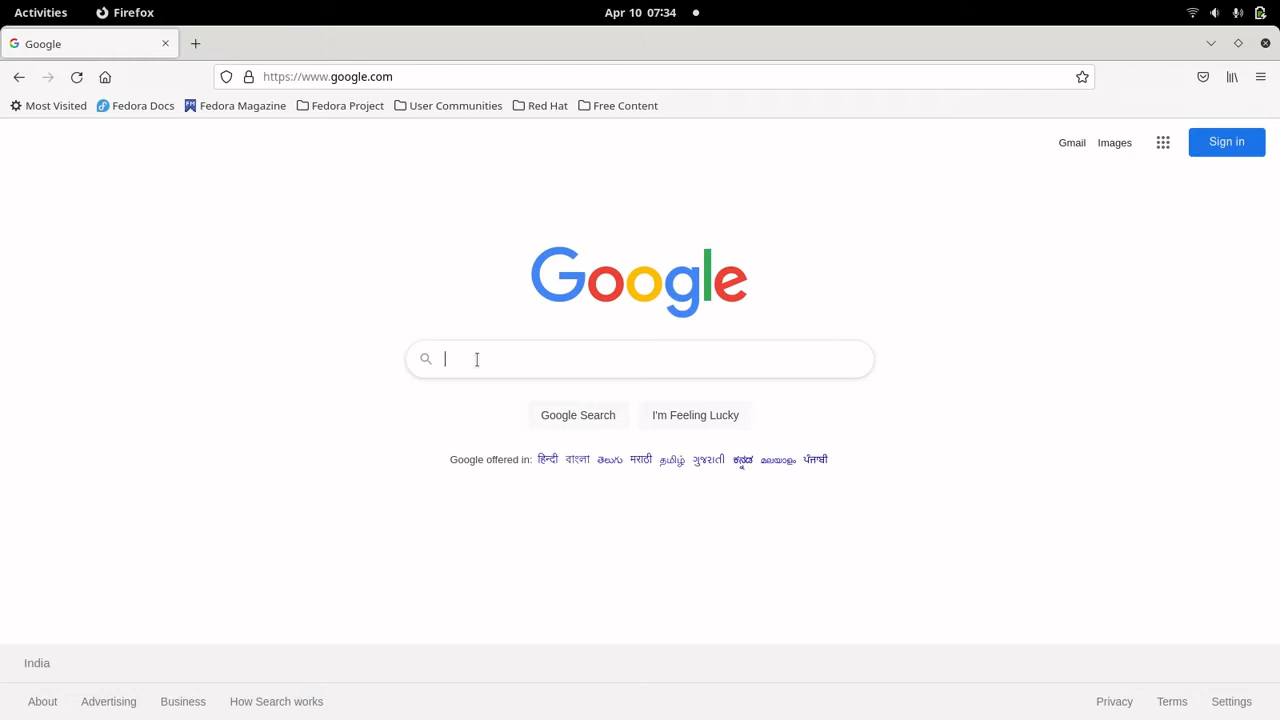 Activities Firefox Apr 10 07:34
Google
https://www.google.com
Most Visited Fedora Docs Fedora Magazine Fedora Project User Communities Red Hat Free Content
Gmail Images Sign in
Google
Google Search I'm Feeling Lucky
Google offered in: हिन्दी বাংলা తెలుగు मराठी தமிழ் ગુજરાતી ಕನ್ನಡ മലയാളം ਪੰਜਾਬੀ
India
About Advertising Business How Search works Privacy Terms Settings